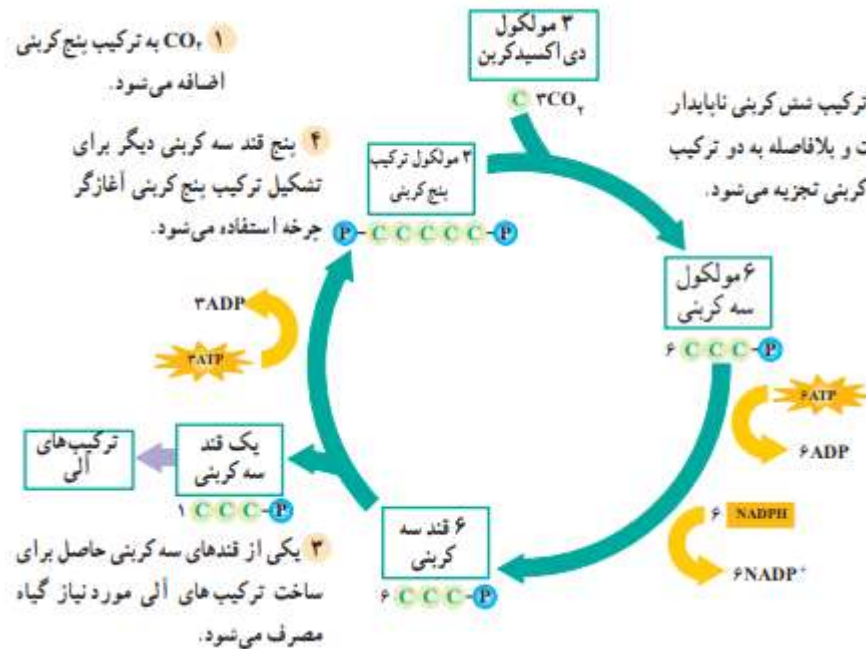 ۱ CO₂ به ترکیب پنج‌کربنی
اضافه می‌شود.
۳ مولکول
دی‌اکسیدکربن
C ۳CO₂
ترکیب شش کربنی ناپایدار
و بلافاصله به دو ترکیب
کربنی تجزیه می‌شود.
۴ پنج قند سه کربنی دیگر برای
تشکیل ترکیب پنج کربنی آغازگر
چرخه استفاده می‌شود.
۳ مولکول ترکیب
پنج‌کربنی
P-C C C C C-P
۶ مولکول
سه کربنی
۶ C C C-P
۳ADP
۳ATP
۶ATP
۶ADP
۶ NADPH
۶NADP⁺
ترکیب‌های
آلی
یک قند
سه کربنی
۱ C C C-P
۶ قند سه
کربنی
۶ C C C-P
۳ یکی از قندهای سه کربنی حاصل برای
ساخت ترکیب‌های آلی موردنیاز گیاه
مصرف می‌شود.